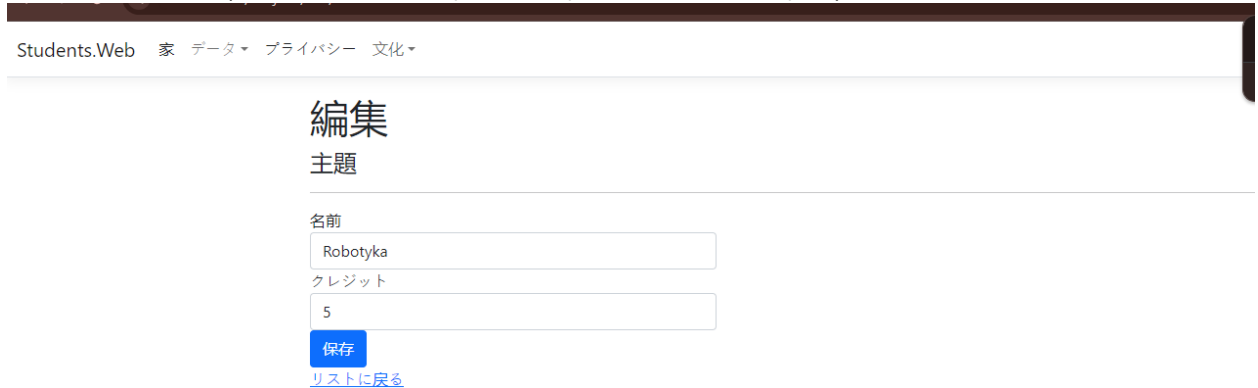 Students.Web 家 データ プライバシー 文化
編集
主題
名前
Robotyka
クレジット
5
保存
リストに戻る